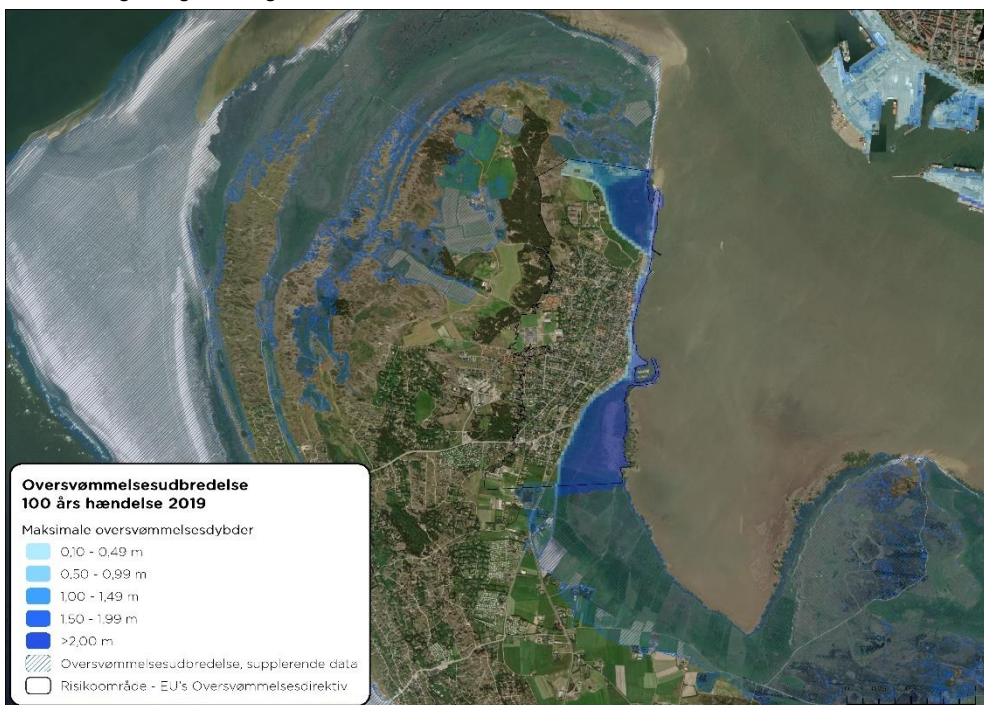 Oversvømmelsesudbredelse
100 års hændelse 2019
Maksimale oversvømmelsesdybder
0,10 - 0,49 m
0,50 - 0,99 m
1,00 - 1,49 m
1,50 - 1,99 m
>2,00 m
Oversvømmelsesudbredelse, supplerende data
Risikoområde - EU's Oversvømmelsesdirektiv